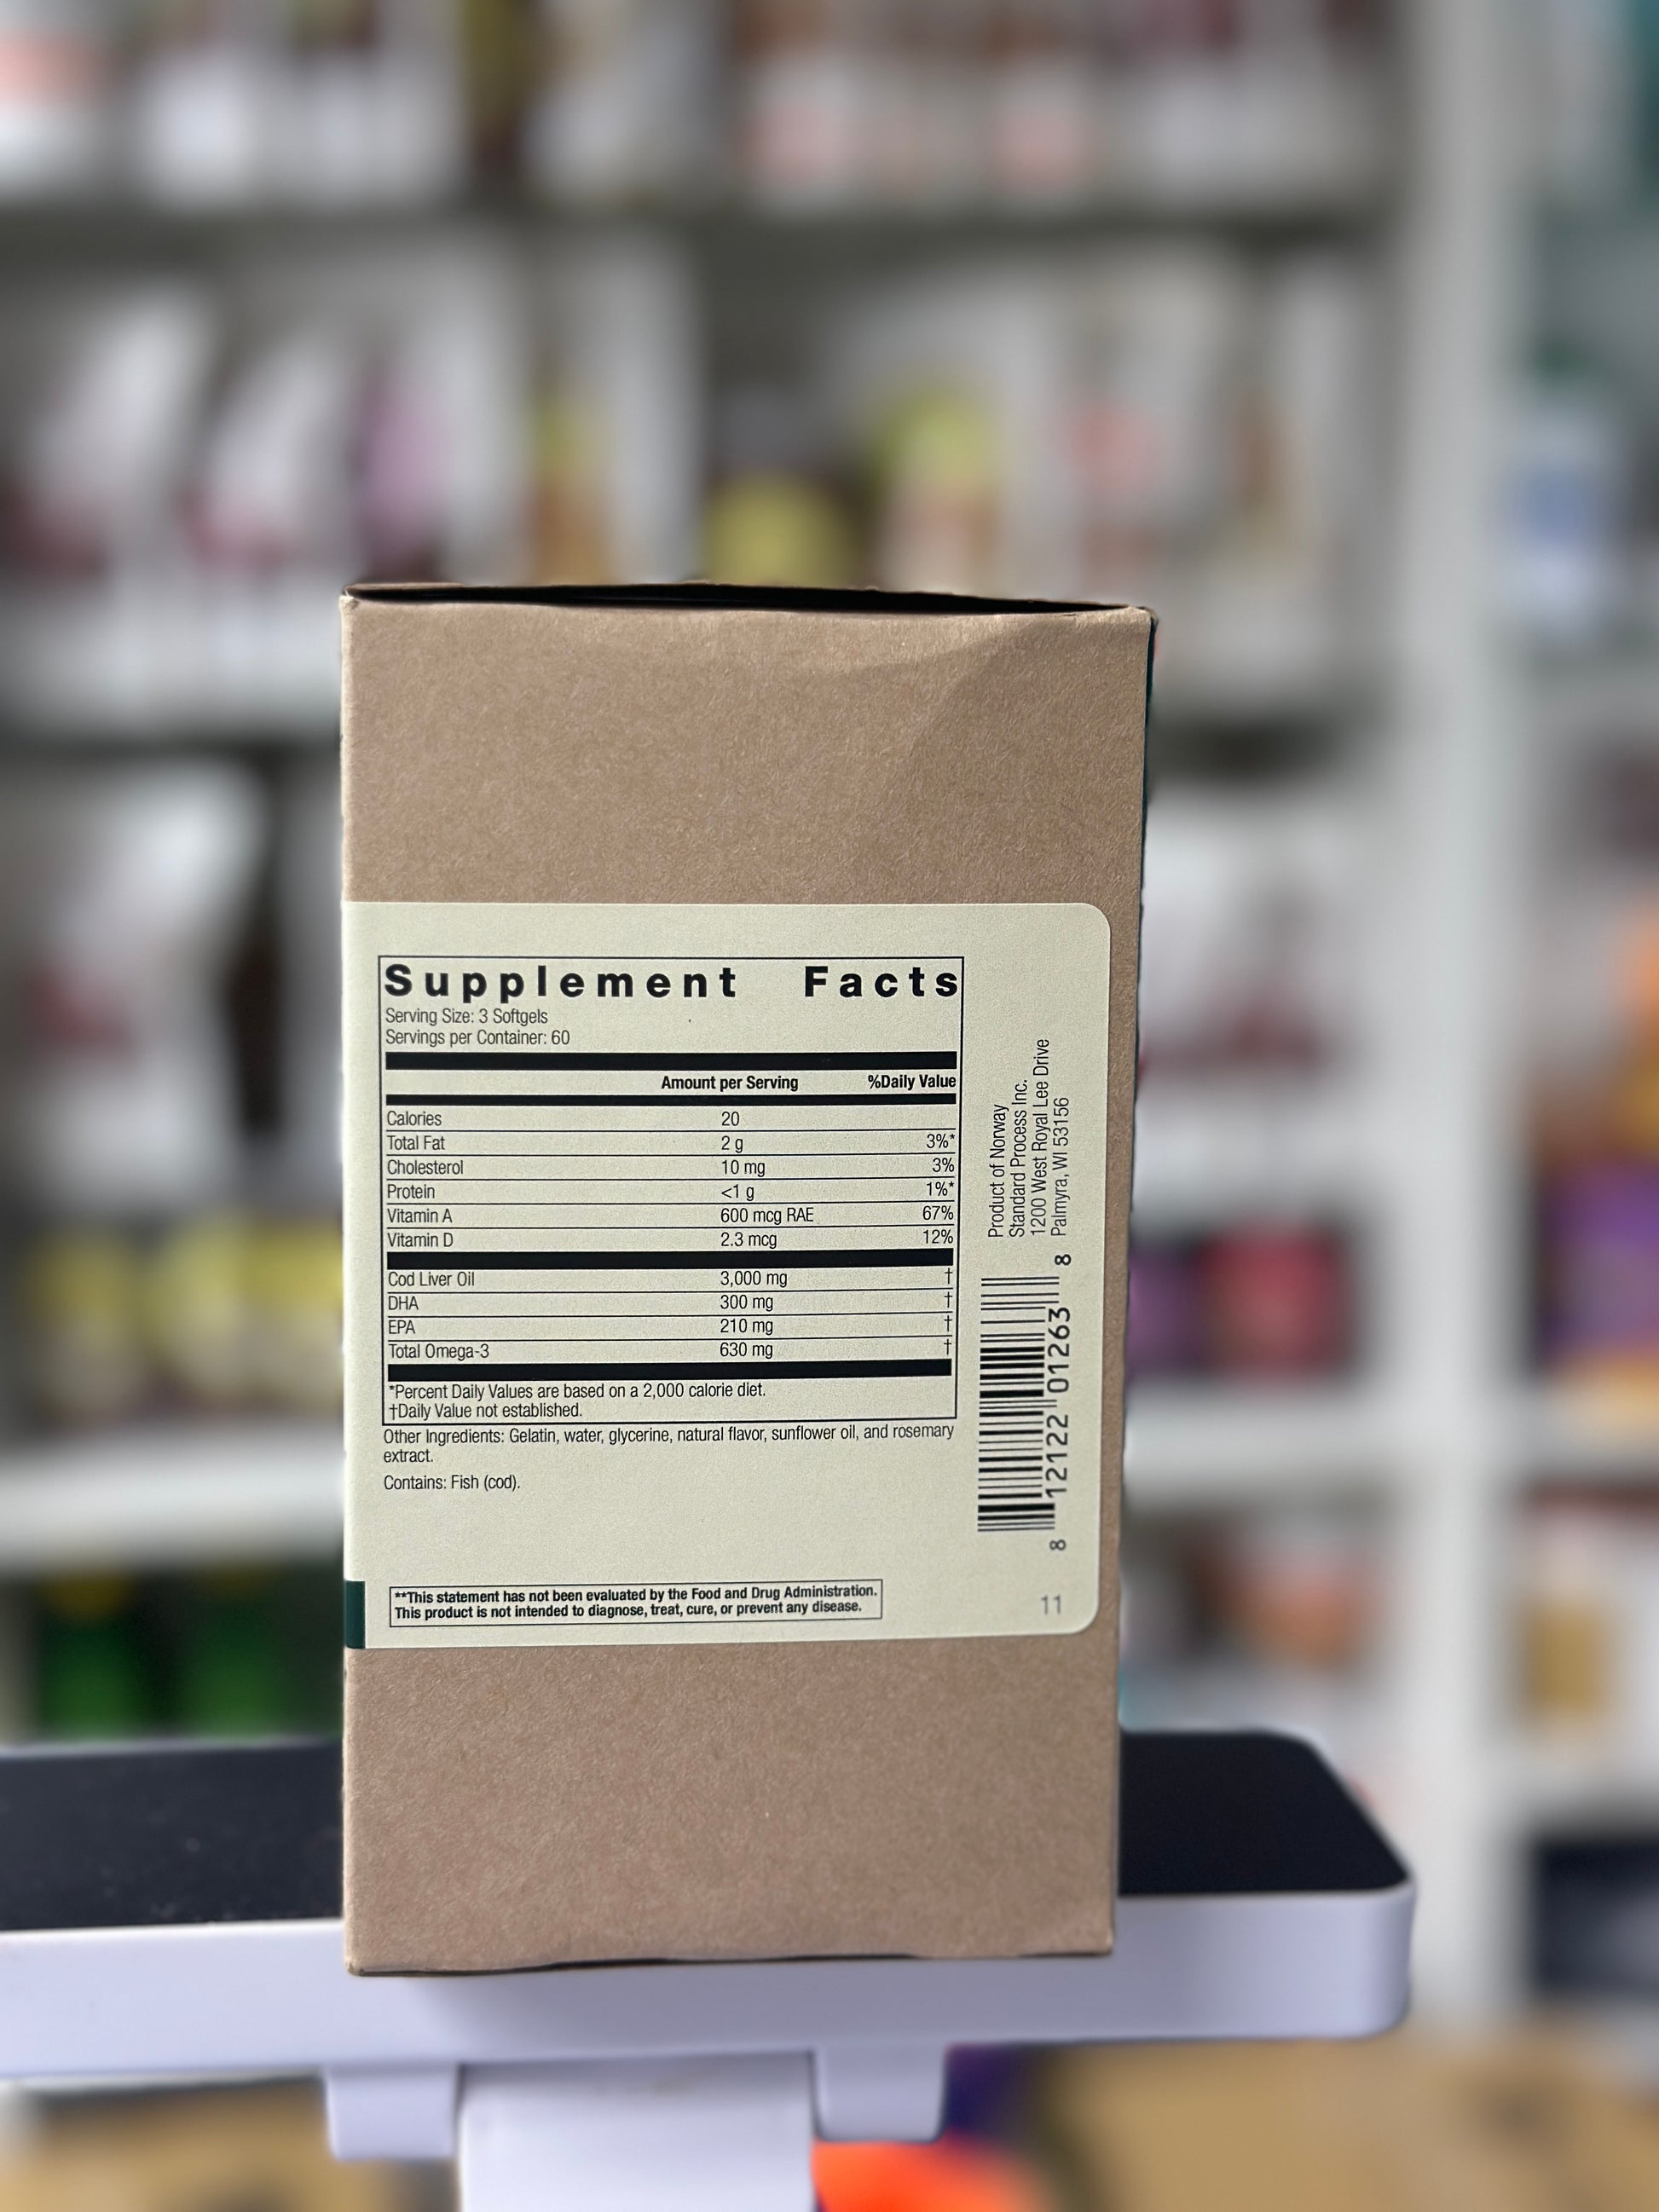 Supplement Facts
Serving Size: 3 Softgels
Servings per Container: 60
Amount per Serving %Daily Value
Calories 20
Total Fat 2 g 3%*
Cholesterol 10 mg 3%
Protein <1 g 1%*
Vitamin A 600 mcg RAE 67%
Vitamin D 2.3 mcg 12%
Cod Liver Oil 3,000 mg †
DHA 300 mg †
EPA 210 mg †
Total Omega-3 630 mg †
*Percent Daily Values are based on a 2,000 calorie diet.
†Daily Value not established.
Other Ingredients: Gelatin, water, glycerine, natural flavor, sunflower oil, and rosemary
extract.
Contains: Fish (cod).
**This statement has not been evaluated by the Food and Drug Administration.
This product is not intended to diagnose, treat, cure, or prevent any disease.
Product of Norway
Standard Process Inc.
1200 West Royal Lee Drive
Palmyra, WI 53156
8 12122 01263 8
11